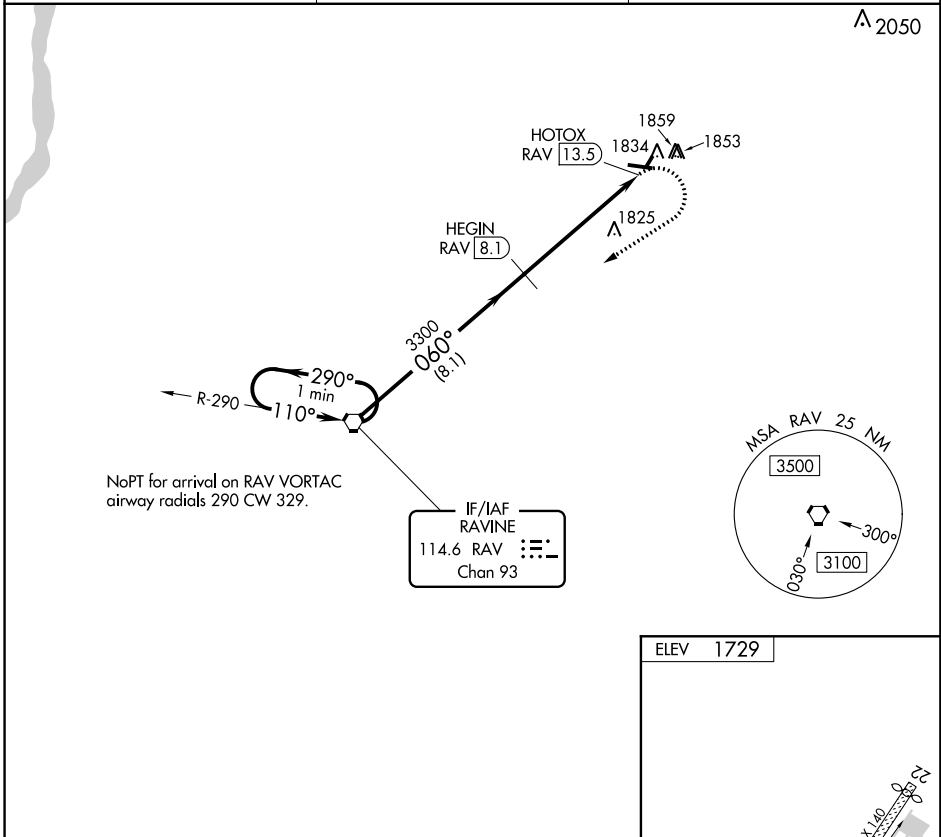 2050
1859
1834
1853
HOTOX
RAV 13.5
1825
HEGIN
RAV 8.1
3300
060°
(8.1)
290°
1 min
110°
R-290
NoPT for arrival on RAV VORTAC
airway radials 290 CW 329.
IF/IAF
RAVINE
114.6 RAV
Chan 93
MSA RAV 25 NM
3500
300°
030°
3100
ELEV 1729
22
X 140